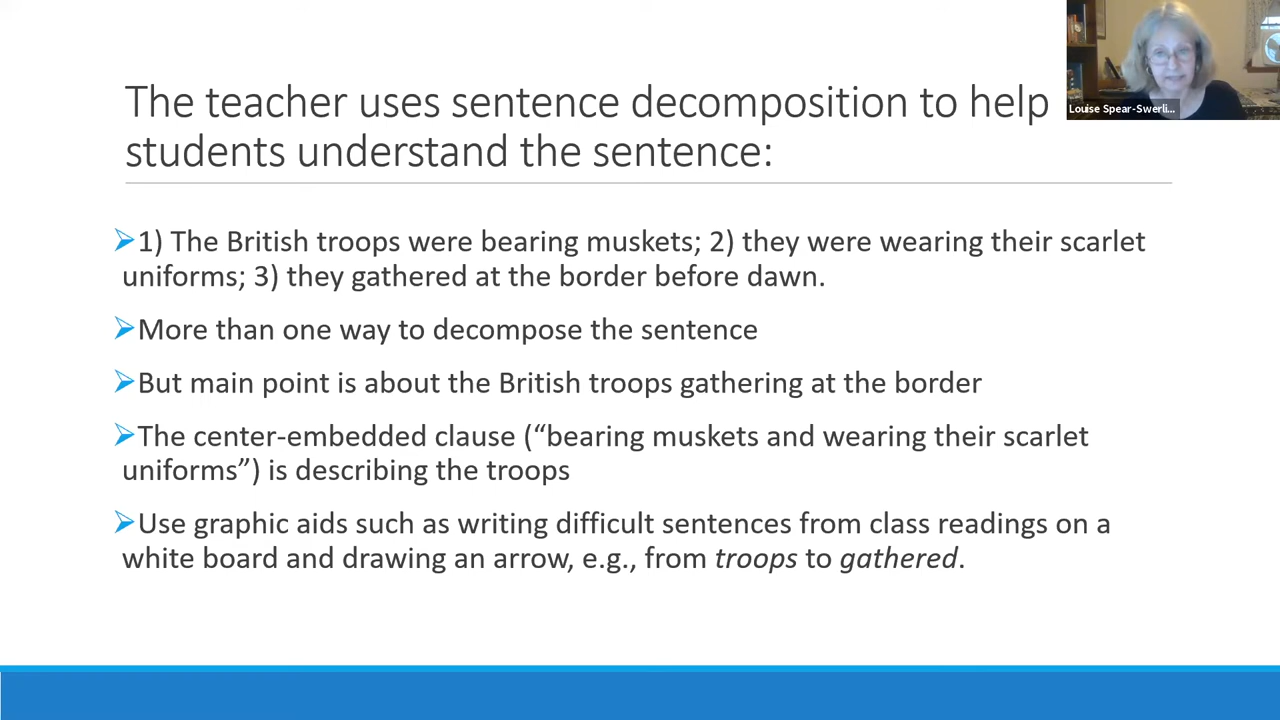 The teacher uses sentence decomposition to help
students understand the sentence:
Louise Spear-Swerli...
1) The British troops were bearing muskets; 2) they were wearing their scarlet
uniforms; 3) they gathered at the border before dawn.
More than one way to decompose the sentence
But main point is about the British troops gathering at the border
The center-embedded clause (“bearing muskets and wearing their scarlet
uniforms”) is describing the troops
Use graphic aids such as writing difficult sentences from class readings on a
white board and drawing an arrow, e.g., from troops to gathered.